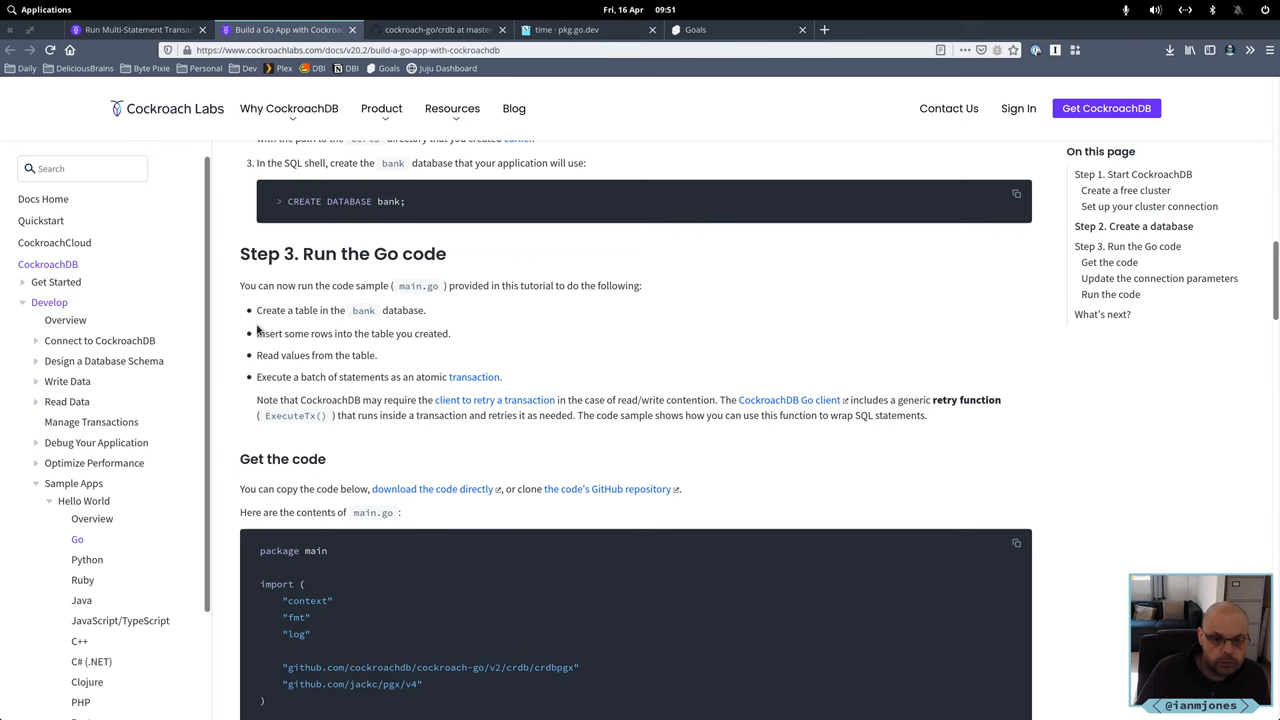 Applications
Fri, 16 Apr
09:51
Run Multi-Statement Transac
Build a Go App with Cockroa
cockroach-go/crdb at master
time · pkg.go.dev
Goals
https://www.cockroachlabs.com/docs/v20.2/build-a-go-app-with-cockroachdb
Daily
DeliciousBrains
Byte Pixie
Personal
Dev
Plex
DBI
DBI
Goals
Juju Dashboard
Cockroach Labs
Why CockroachDB
Product
Resources
Blog
Contact Us
Sign In
Get CockroachDB
Search
Docs Home
Quickstart
CockroachCloud
CockroachDB
Get Started
Develop
Overview
Connect to CockroachDB
Design a Database Schema
Write Data
Read Data
Manage Transactions
Debug Your Application
Optimize Performance
Sample Apps
Hello World
Overview
Go
Python
Ruby
Java
JavaScript/TypeScript
C++
C# (.NET)
Clojure
PHP
with the path to the certs directory that you created earlier.
3. In the SQL shell, create the bank database that your application will use:
> CREATE DATABASE bank;
Step 3. Run the Go code
You can now run the code sample ( main.go ) provided in this tutorial to do the following:
Create a table in the bank database.
Insert some rows into the table you created.
Read values from the table.
Execute a batch of statements as an atomic transaction.
Note that CockroachDB may require the client to retry a transaction in the case of read/write contention. The CockroachDB Go client includes a generic retry function
( ExecuteTx() ) that runs inside a transaction and retries it as needed. The code sample shows how you can use this function to wrap SQL statements.
Get the code
You can copy the code below, download the code directly, or clone the code's GitHub repository.
Here are the contents of main.go :
package main
import (
"context"
"fmt"
"log"
"github.com/cockroachdb/cockroach-go/v2/crdb/crdbpgx"
"github.com/jackc/pgx/v4"
)
On this page
Step 1. Start CockroachDB
Create a free cluster
Set up your cluster connection
Step 2. Create a database
Step 3. Run the Go code
Get the code
Update the connection parameters
Run the code
What's next?
@ianmjones